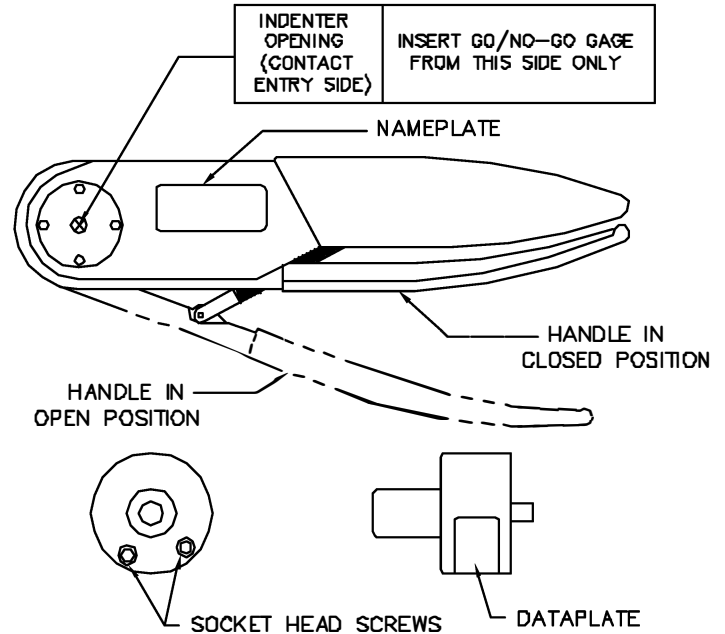 INDENTER
OPENING
(CONTACT
ENTRY SIDE)
INSERT GO/NO-GO GAGE
FROM THIS SIDE ONLY
NAMEPLATE
HANDLE IN
CLOSED POSITION
HANDLE IN
OPEN POSITION
SOCKET HEAD SCREWS
DATAPLATE